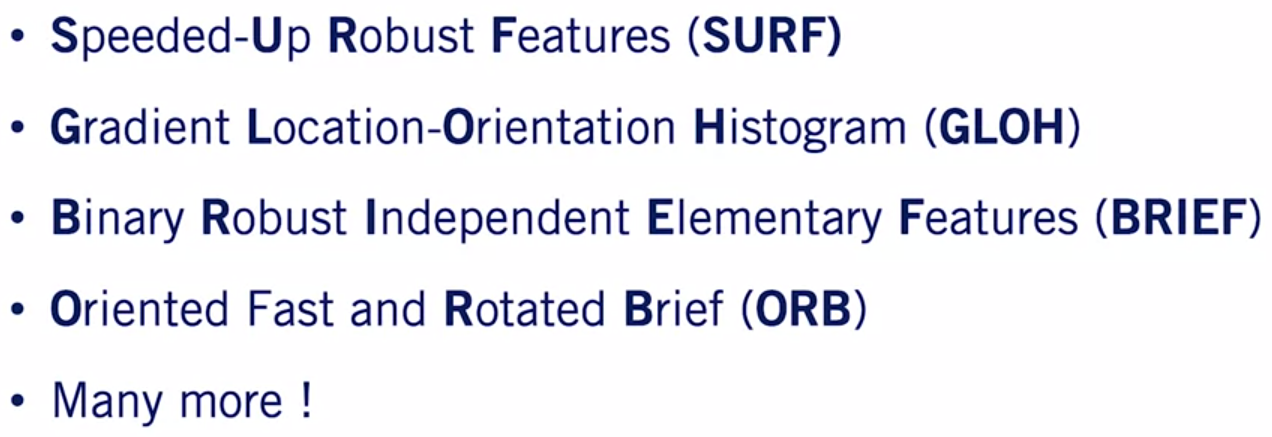 • Speeded-Up Robust Features (SURF)
• Gradient Location-Orientation Histogram (GLOH)
• Binary Robust Independent Elementary Features (BRIEF)
• Oriented Fast and Rotated Brief (ORB)
• Many more !